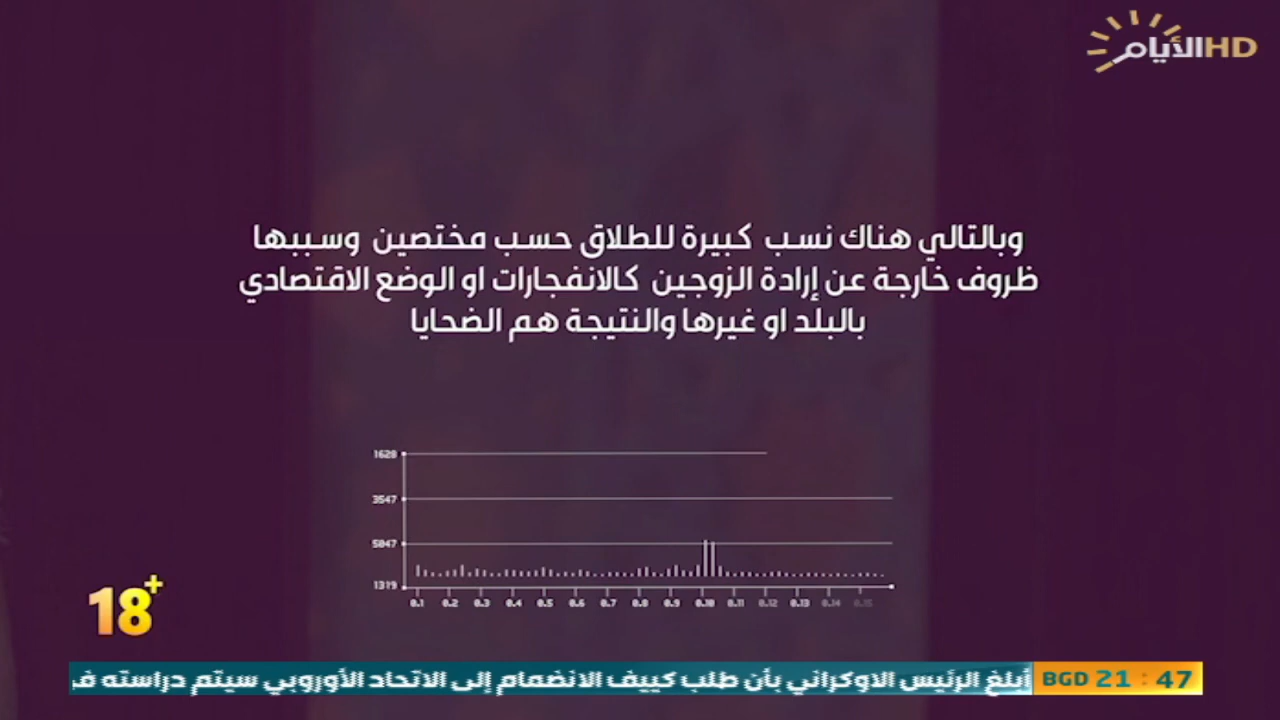 الأيام HD
وبالتالي هناك نسب كبيرة للطلاق حسب مختصين وسببها
ظروف خارجة عن إرادة الزوجين كالانفجارات او الوضع الاقتصادي
بالبلد او غيرها والنتيجة هم الضحايا
1628
3547
5047
1319
0.1 0.2 0.3 0.4 0.5 0.6 0.7 0.8 0.9 0.10 0.11 0.12 0.13 0.14 0.15
18+
أبلغ الرئيس الاوكراني بأن طلب كييف الانضمام إلى الاتحاد الأوروبي سيتم دراسته
BGD 21 : 47